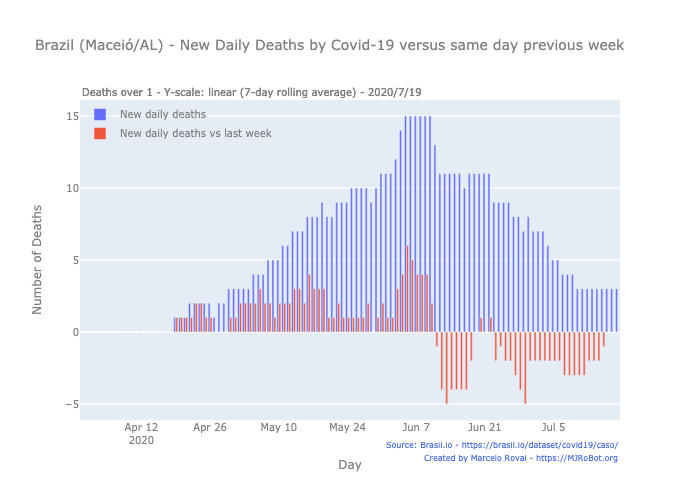 Brazil (Maceió/AL) - New Daily Deaths by Covid-19 versus same day previous week
Deaths over 1 - Y-scale: linear (7-day rolling average) - 2020/7/19
New daily deaths
New daily deaths vs last week
15
10
5
0
−5
Number of Deaths
Apr 12 Apr 26 May 10 May 24 Jun 7 Jun 21 Jul 5
2020
Day
Source: Brasil.io - https://brasil.io/dataset/covid19/caso/
Created by Marcelo Rovai - https://MJRoBot.org